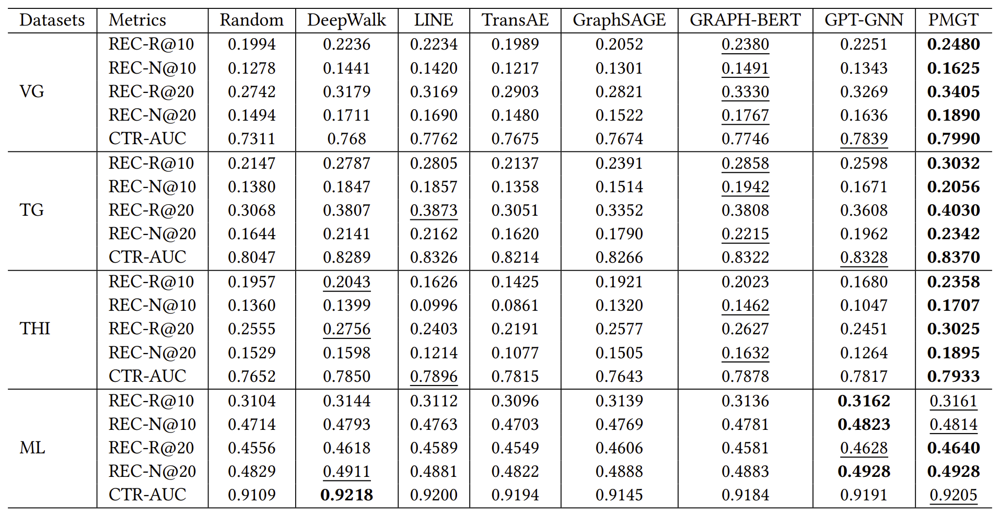 Datasets Metrics Random DeepWalk LINE TransAE GraphSAGE GRAPH-BERT GPT-GNN PMGT
REC-R@10 0.1994 0.2236 0.2234 0.1989 0.2052 0.2380 0.2251 0.2480
REC-N@10 0.1278 0.1441 0.1420 0.1217 0.1301 0.1491 0.1343 0.1625
VG REC-R@20 0.2742 0.3179 0.3169 0.2903 0.2821 0.3330 0.3269 0.3405
REC-N@20 0.1494 0.1711 0.1690 0.1480 0.1522 0.1767 0.1636 0.1890
CTR-AUC 0.7311 0.768 0.7762 0.7675 0.7674 0.7746 0.7839 0.7990
REC-R@10 0.2147 0.2787 0.2805 0.2137 0.2391 0.2858 0.2598 0.3032
REC-N@10 0.1380 0.1847 0.1857 0.1358 0.1514 0.1942 0.1671 0.2056
TG REC-R@20 0.3068 0.3807 0.3873 0.3051 0.3352 0.3808 0.3608 0.4030
REC-N@20 0.1644 0.2141 0.2162 0.1620 0.1790 0.2215 0.1962 0.2342
CTR-AUC 0.8047 0.8289 0.8326 0.8214 0.8266 0.8322 0.8328 0.8370
REC-R@10 0.1957 0.2043 0.1626 0.1425 0.1921 0.2023 0.1680 0.2358
REC-N@10 0.1360 0.1399 0.0996 0.0861 0.1320 0.1462 0.1047 0.1707
THI REC-R@20 0.2555 0.2756 0.2403 0.2191 0.2577 0.2627 0.2451 0.3025
REC-N@20 0.1529 0.1598 0.1214 0.1077 0.1505 0.1632 0.1264 0.1895
CTR-AUC 0.7652 0.7850 0.7896 0.7815 0.7643 0.7878 0.7817 0.7933
REC-R@10 0.3104 0.3144 0.3112 0.3096 0.3139 0.3136 0.3162 0.3161
REC-N@10 0.4714 0.4793 0.4763 0.4703 0.4769 0.4781 0.4823 0.4814
ML REC-R@20 0.4556 0.4618 0.4589 0.4549 0.4606 0.4581 0.4628 0.4640
REC-N@20 0.4829 0.4911 0.4881 0.4822 0.4888 0.4883 0.4928 0.4928
CTR-AUC 0.9109 0.9218 0.9200 0.9194 0.9145 0.9184 0.9191 0.9205